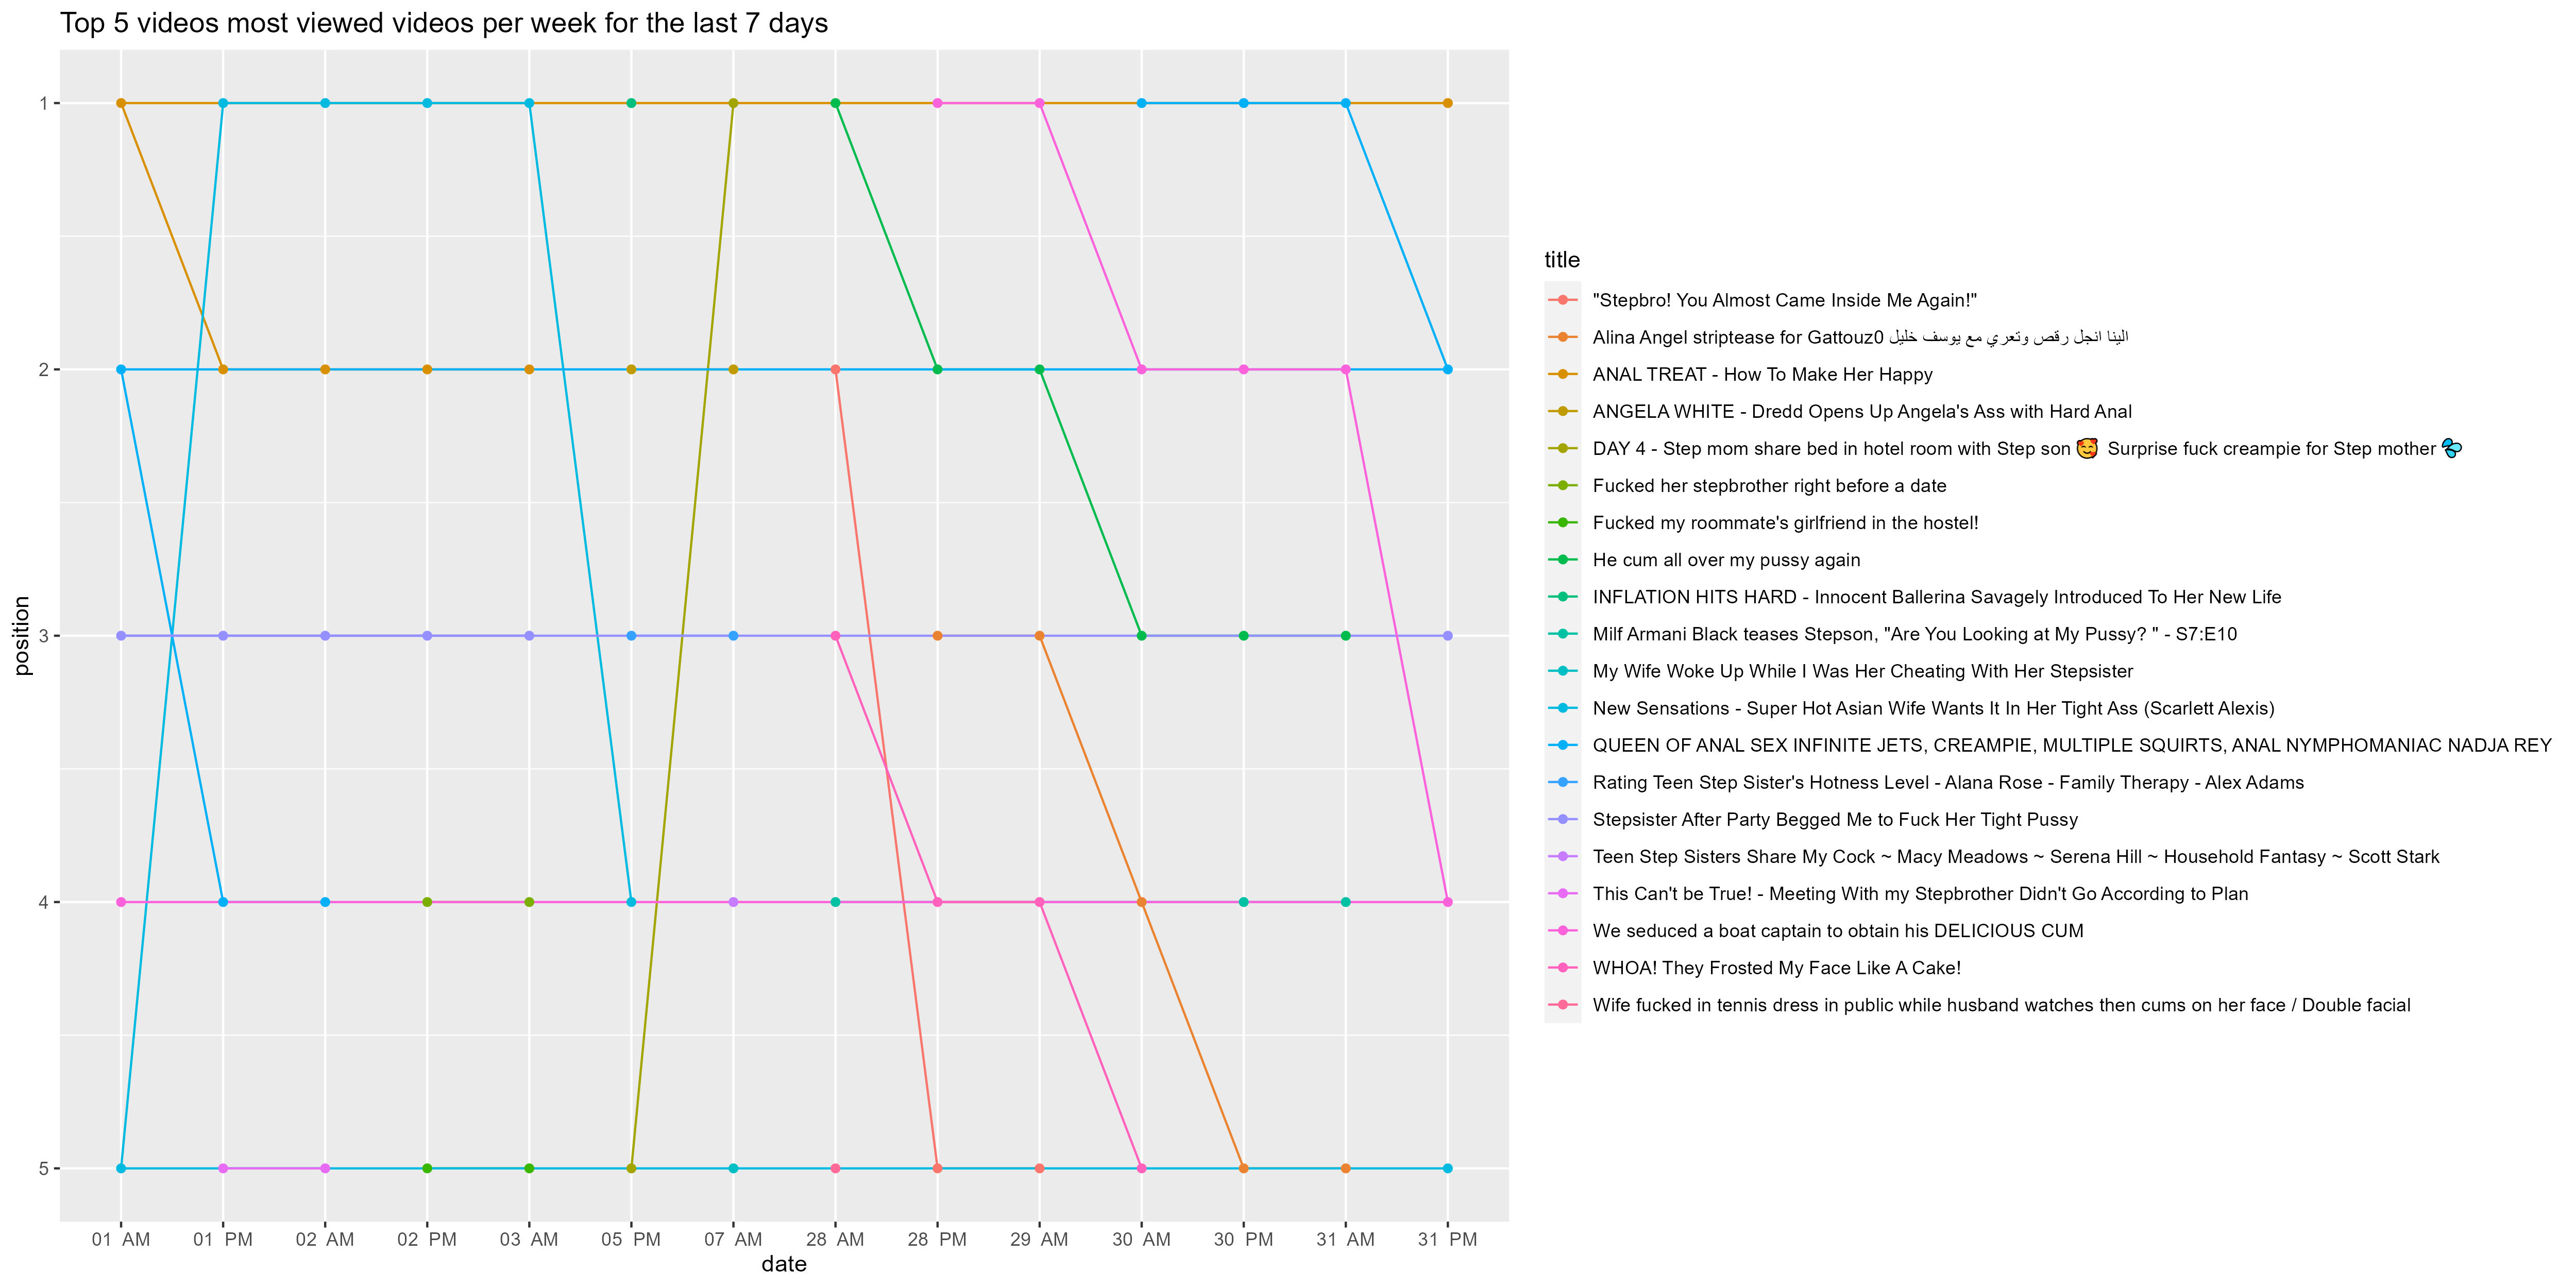 Top 5 videos most viewed videos per week for the last 7 days
position
1
2
3
4
5
01 AM 01 PM 02 AM 02 PM 03 AM 05 PM 07 AM 28 AM 28 PM 29 AM 30 AM 30 PM 31 AM 31 PM
date
title
"Stepbro! You Almost Came Inside Me Again!"
Alina Angel striptease for Gattouz0 الينا انجل رقص وتعري مع يوسف خليل
ANAL TREAT - How To Make Her Happy
ANGELA WHITE - Dredd Opens Up Angela's Ass with Hard Anal
DAY 4 - Step mom share bed in hotel room with Step son 🥰 Surprise fuck creampie for Step mother 💦
Fucked her stepbrother right before a date
Fucked my roommate's girlfriend in the hostel!
He cum all over my pussy again
INFLATION HITS HARD - Innocent Ballerina Savagely Introduced To Her New Life
Milf Armani Black teases Stepson, "Are You Looking at My Pussy? " - S7:E10
My Wife Woke Up While I Was Her Cheating With Her Stepsister
New Sensations - Super Hot Asian Wife Wants It In Her Tight Ass (Scarlett Alexis)
QUEEN OF ANAL SEX INFINITE JETS, CREAMPIE, MULTIPLE SQUIRTS, ANAL NYMPHOMANIAC NADJA REY
Rating Teen Step Sister's Hotness Level - Alana Rose - Family Therapy - Alex Adams
Stepsister After Party Begged Me to Fuck Her Tight Pussy
Teen Step Sisters Share My Cock ~ Macy Meadows ~ Serena Hill ~ Household Fantasy ~ Scott Stark
This Can't be True! - Meeting With my Stepbrother Didn't Go According to Plan
We seduced a boat captain to obtain his DELICIOUS CUM
WHOA! They Frosted My Face Like A Cake!
Wife fucked in tennis dress in public while husband watches then cums on her face / Double facial